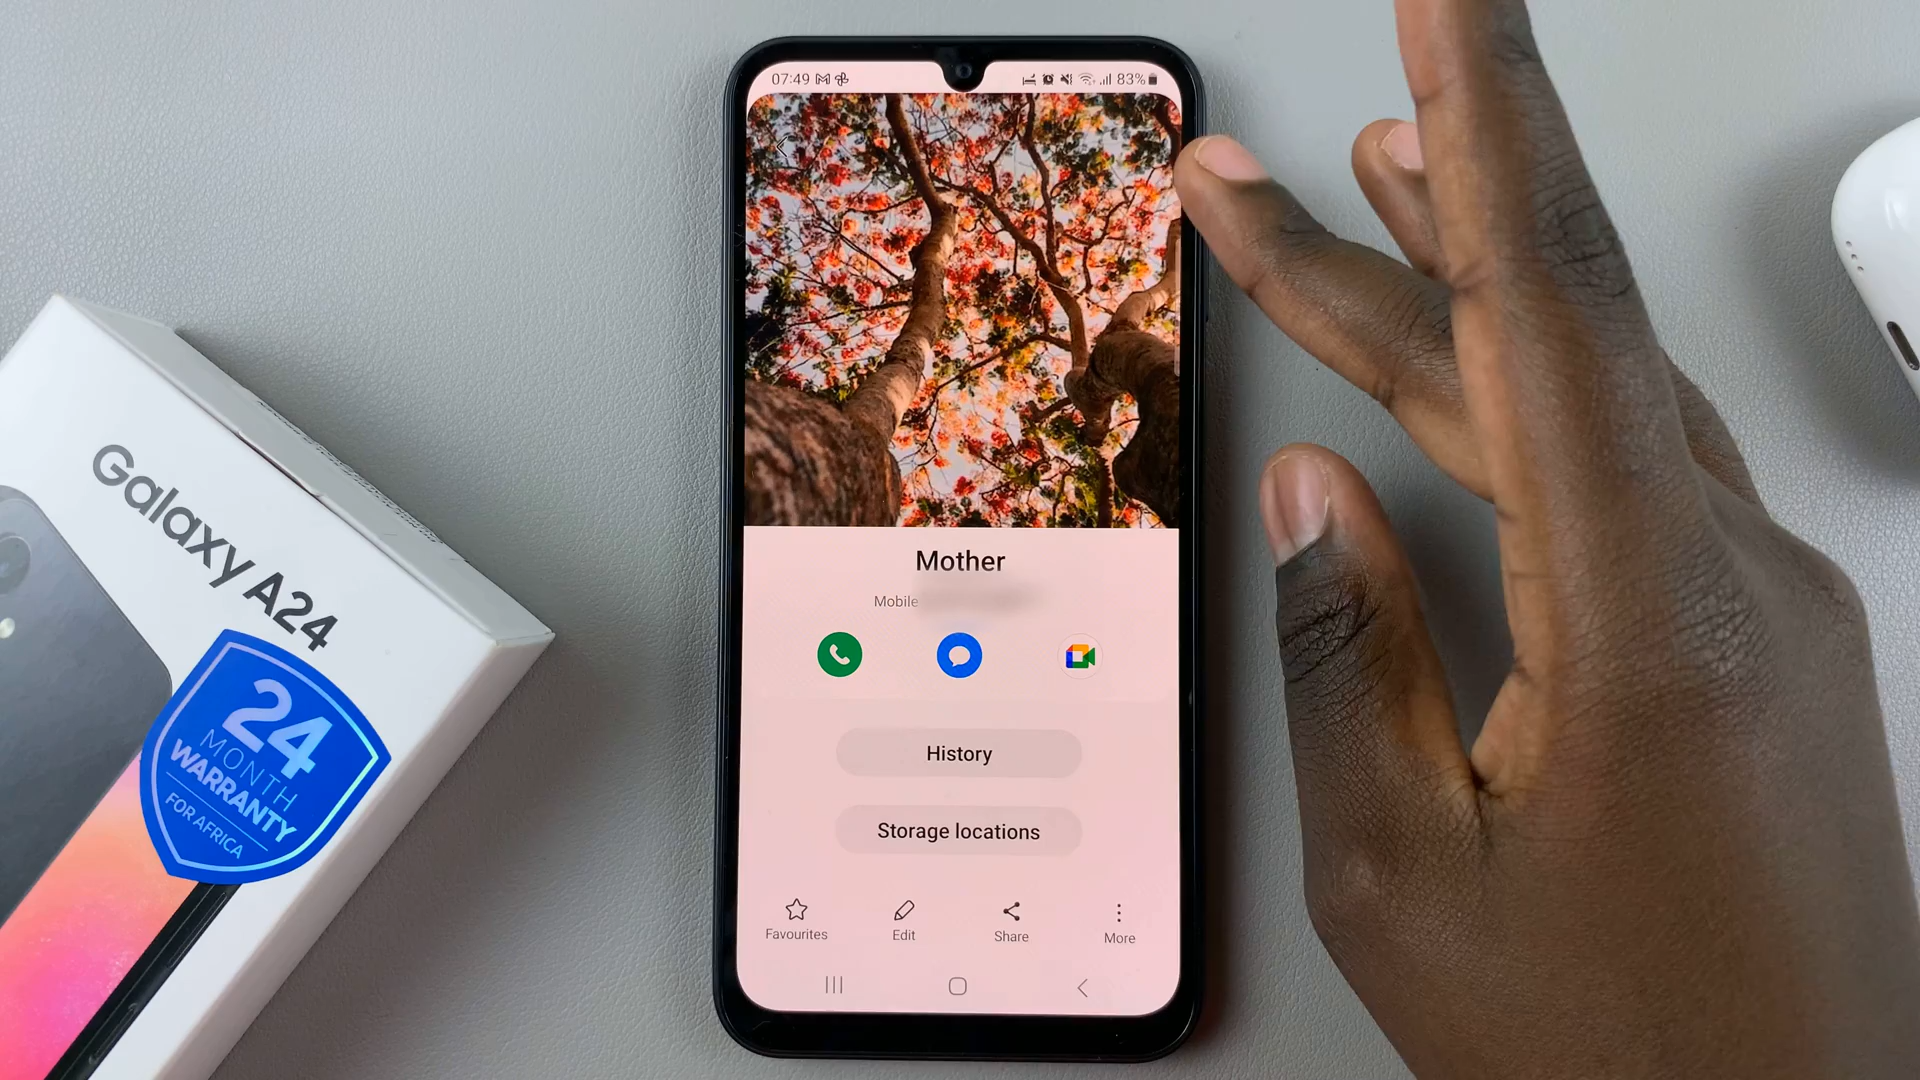 07:49
83%
Mother
Mobile
History
Storage locations
Favourites
Edit
Share
More
Galaxy A24
24
MONTH
WARRANTY
FOR AFRICA